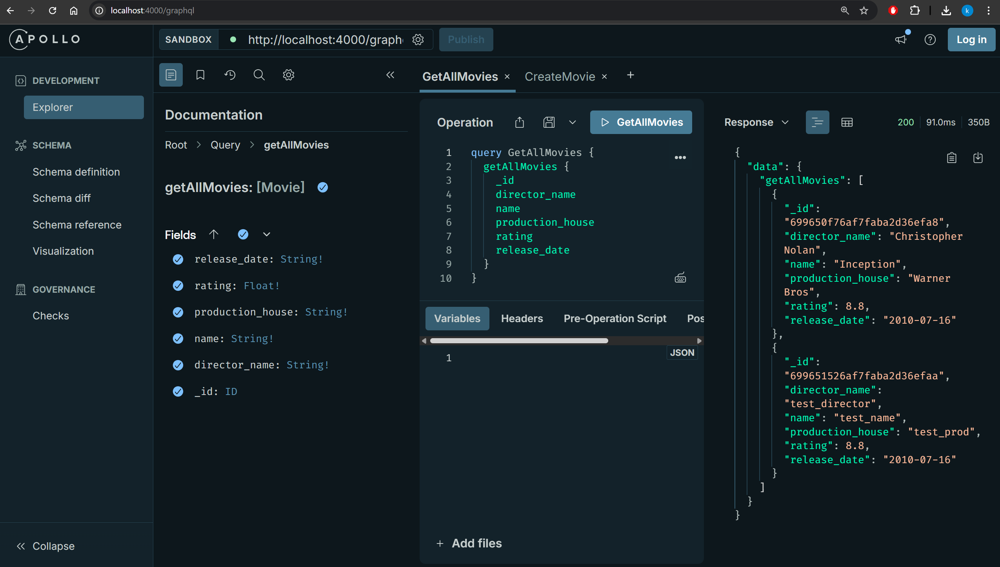 localhost:4000/graphql
k
APOLLO
SANDBOX
http://localhost:4000/graph
Publish
Log in
DEVELOPMENT
Explorer
SCHEMA
Schema definition
Schema diff
Schema reference
Visualization
GOVERNANCE
Checks
Collapse
GetAllMovies
CreateMovie
Documentation
Root > Query > getAllMovies
getAllMovies: [Movie]
Fields
release_date: String!
rating: Float!
production_house: String!
name: String!
director_name: String!
_id: ID
Operation
GetAllMovies
1 query GetAllMovies {
2 getAllMovies {
3 _id
4 director_name
5 name
6 production_house
7 rating
8 release_date
9 }
10 }
Variables
Headers
Pre-Operation Script
Pos
JSON
1
+ Add files
Response
200
91.0ms
350B
{
"data": {
"getAllMovies": [
{
"_id":
"699650f76af7faba2d36efa8",
"director_name": "Christopher
Nolan",
"name": "Inception",
"production_house": "Warner
Bros",
"rating": 8.8,
"release_date": "2010-07-16"
},
{
"_id":
"699651526af7faba2d36efaa",
"director_name":
"test_director",
"name": "test_name",
"production_house": "test_prod",
"rating": 8.8,
"release_date": "2010-07-16"
}
]
}
}